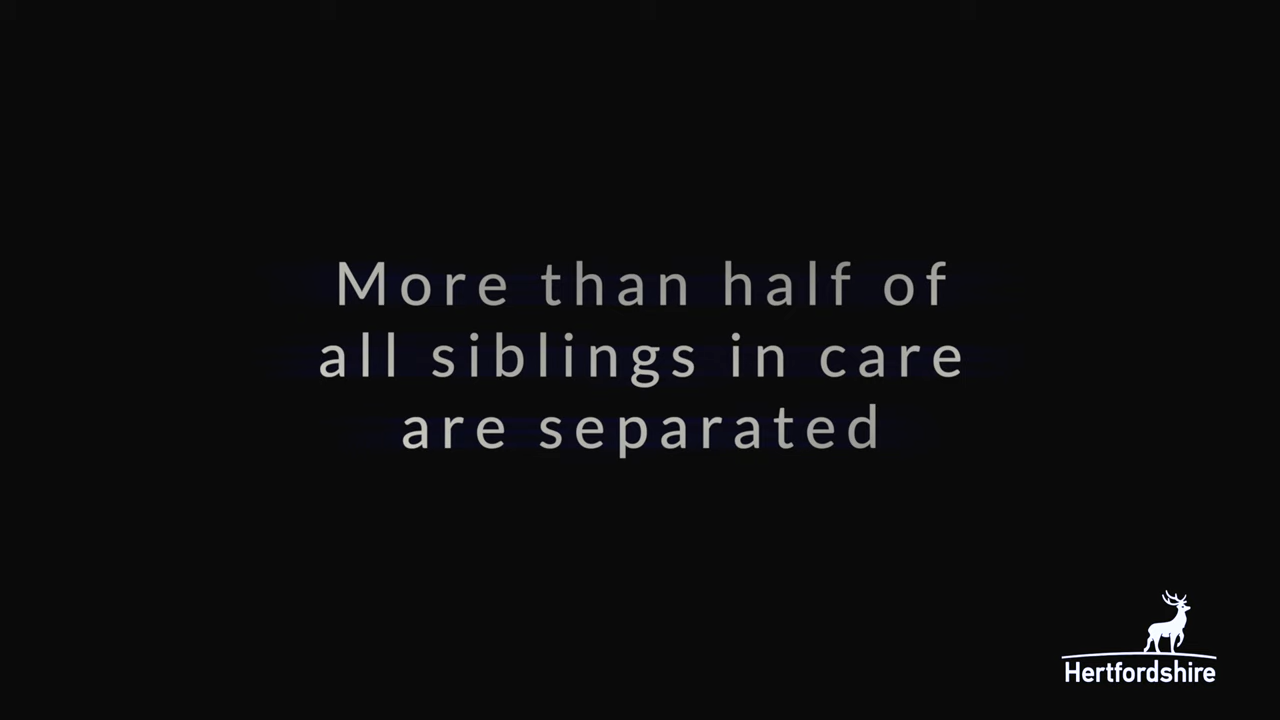 More than half of
all siblings in care
are separated
Hertfordshire